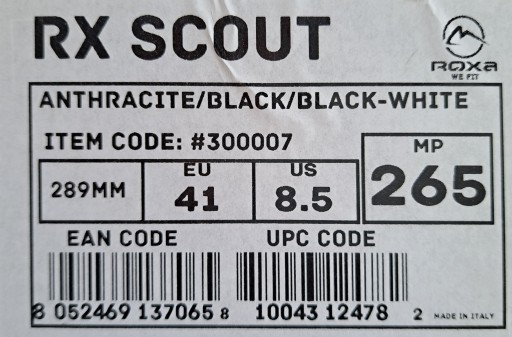 RX SCOUT
ROXA
WE FIT
ANTHRACITE/BLACK/BLACK-WHITE
ITEM CODE: #300007
MP
265
289MM
EU
41
US
8.5
EAN CODE
UPC CODE
8 052469 137065 8
10043 12478 2
MADE IN ITALY